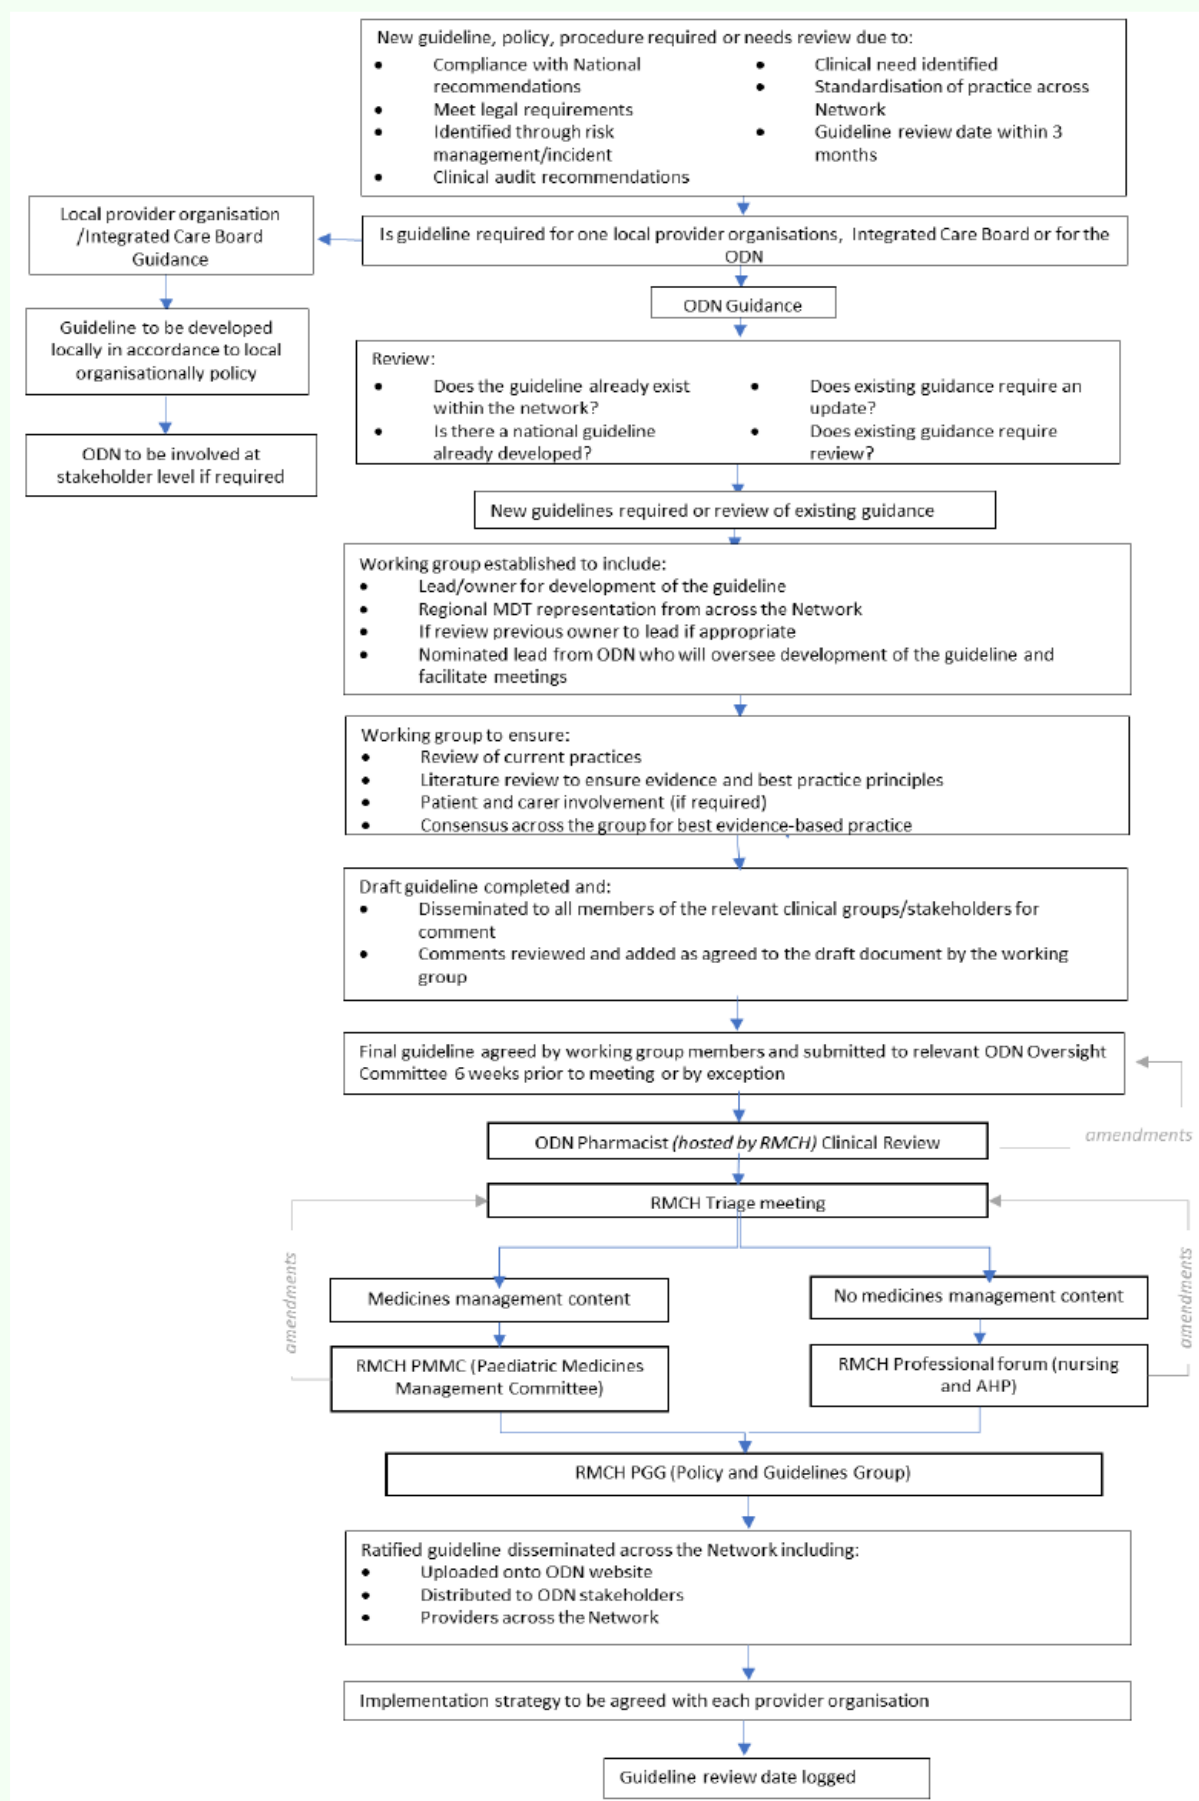 New guideline, policy, procedure required or needs review due to:
• Compliance with National
recommendations
• Meet legal requirements
• Identified through risk
management/incident
• Clinical audit recommendations
• Clinical need identified
• Standardisation of practice across
Network
• Guideline review date within 3
months
Local provider organisation
/Integrated Care Board
Guidance
Is guideline required for one local provider organisations, Integrated Care Board or for the
ODN
ODN Guidance
Guideline to be developed
locally in accordance to local
organisationally policy
ODN to be involved at
stakeholder level if required
Review:
• Does the guideline already exist
within the network?
• Is there a national guideline
already developed?
• Does existing guidance require an
update?
• Does existing guidance require
review?
New guidelines required or review of existing guidance
Working group established to include:
• Lead/owner for development of the guideline
• Regional MDT representation from across the Network
• If review previous owner to lead if appropriate
• Nominated lead from ODN who will oversee development of the guideline and
facilitate meetings
Working group to ensure:
• Review of current practices
• Literature review to ensure evidence and best practice principles
• Patient and carer involvement (if required)
• Consensus across the group for best evidence-based practice
Draft guideline completed and:
• Disseminated to all members of the relevant clinical groups/stakeholders for
comment
• Comments reviewed and added as agreed to the draft document by the working
group
Final guideline agreed by working group members and submitted to relevant ODN Oversight
Committee 6 weeks prior to meeting or by exception
amendments
ODN Pharmacist (hosted by RMCH) Clinical Review
RMCH Triage meeting
amendments
amendments
Medicines management content
No medicines management content
RMCH PMMC (Paediatric Medicines
Management Committee)
RMCH Professional forum (nursing
and AHP)
RMCH PGG (Policy and Guidelines Group)
Ratified guideline disseminated across the Network including:
• Uploaded onto ODN website
• Distributed to ODN stakeholders
• Providers across the Network
Implementation strategy to be agreed with each provider organisation
Guideline review date logged